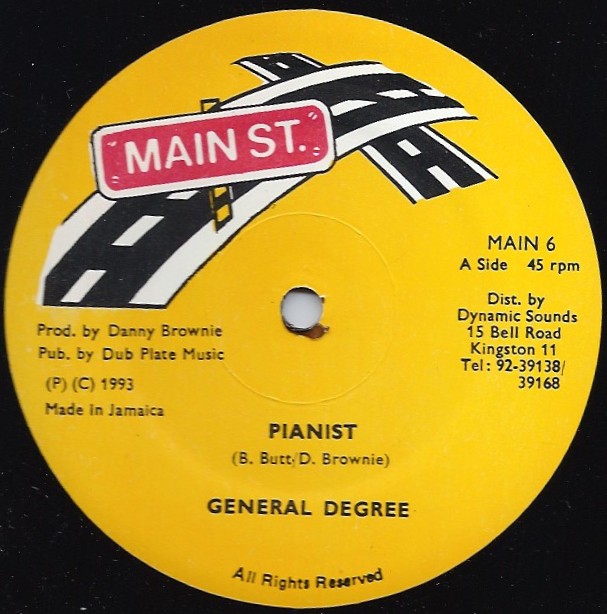 MAIN ST.
MAIN 6
A Side 45 rpm
Dist. by
Dynamic Sounds
15 Bell Road
Kingston 11
Tel: 92-39138/
39168
Prod. by Danny Brownie
Pub. by Dub Plate Music
(P) (C) 1993
Made in Jamaica
PIANIST
(B. Butt/D. Brownie)
GENERAL DEGREE
All Rights Reserved